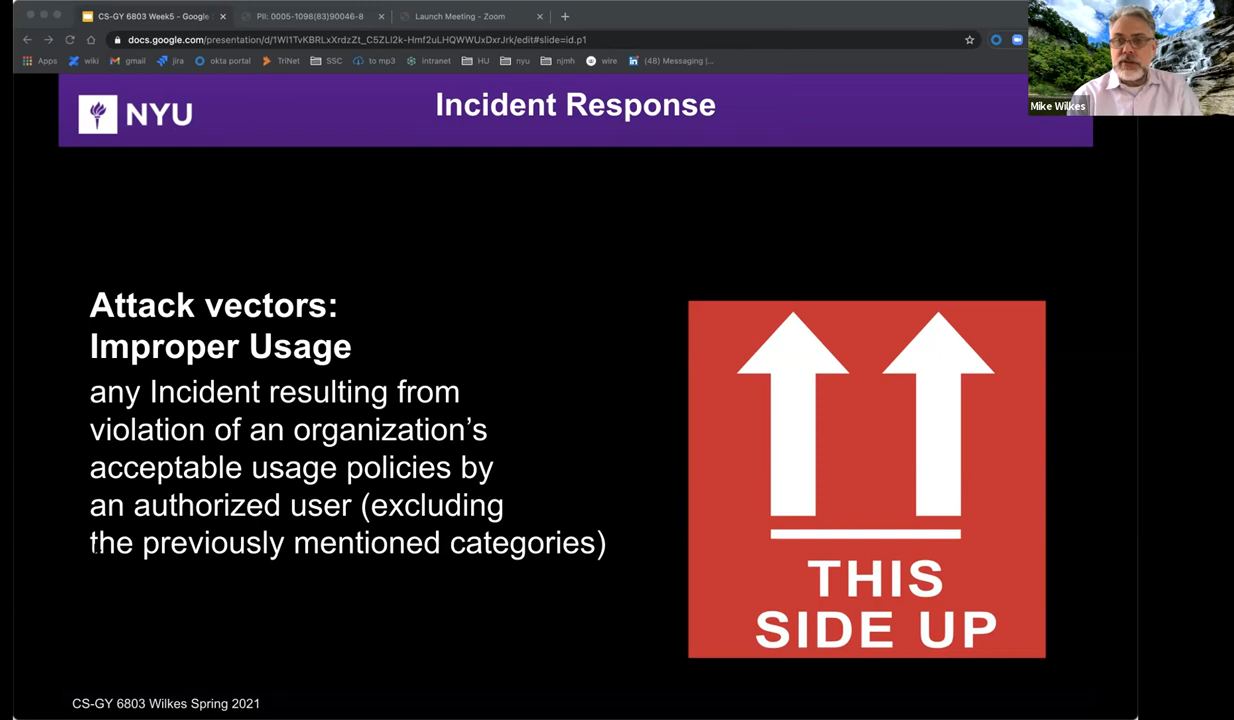 CS-GY 6803 Week5 - Google
PII: 0005-1098(83)90046-8
Launch Meeting - Zoom
docs.google.com/presentation/d/1WI1TvKBRLxXrdzZt_C5ZLI2k-Hmf2uLHQWWUxDxrJrk/edit#slide=id.p1
Apps wiki gmail jira okta portal TriNet SSC to mp3 intranet HU nyu njmh wire (48) Messaging |...
Mike Wilkes
NYU
Incident Response
Attack vectors:
Improper Usage
any Incident resulting from
violation of an organization’s
acceptable usage policies by
an authorized user (excluding
the previously mentioned categories)
THIS
SIDE UP
CS-GY 6803 Wilkes Spring 2021